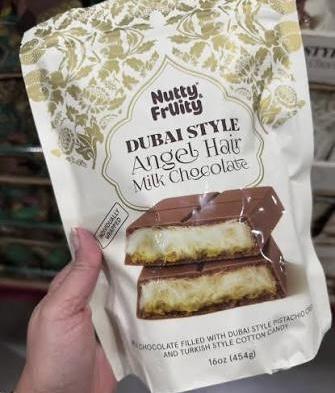 Nutty & Fruity
DUBAI STYLE
Angel Hair
Milk Chocolate
INDIVIDUALLY
WRAPPED
CHOCOLATE FILLED WITH DUBAI STYLE PISTACHIO
AND TURKISH STYLE COTTON CANDY
16oz (454g)
STYLE